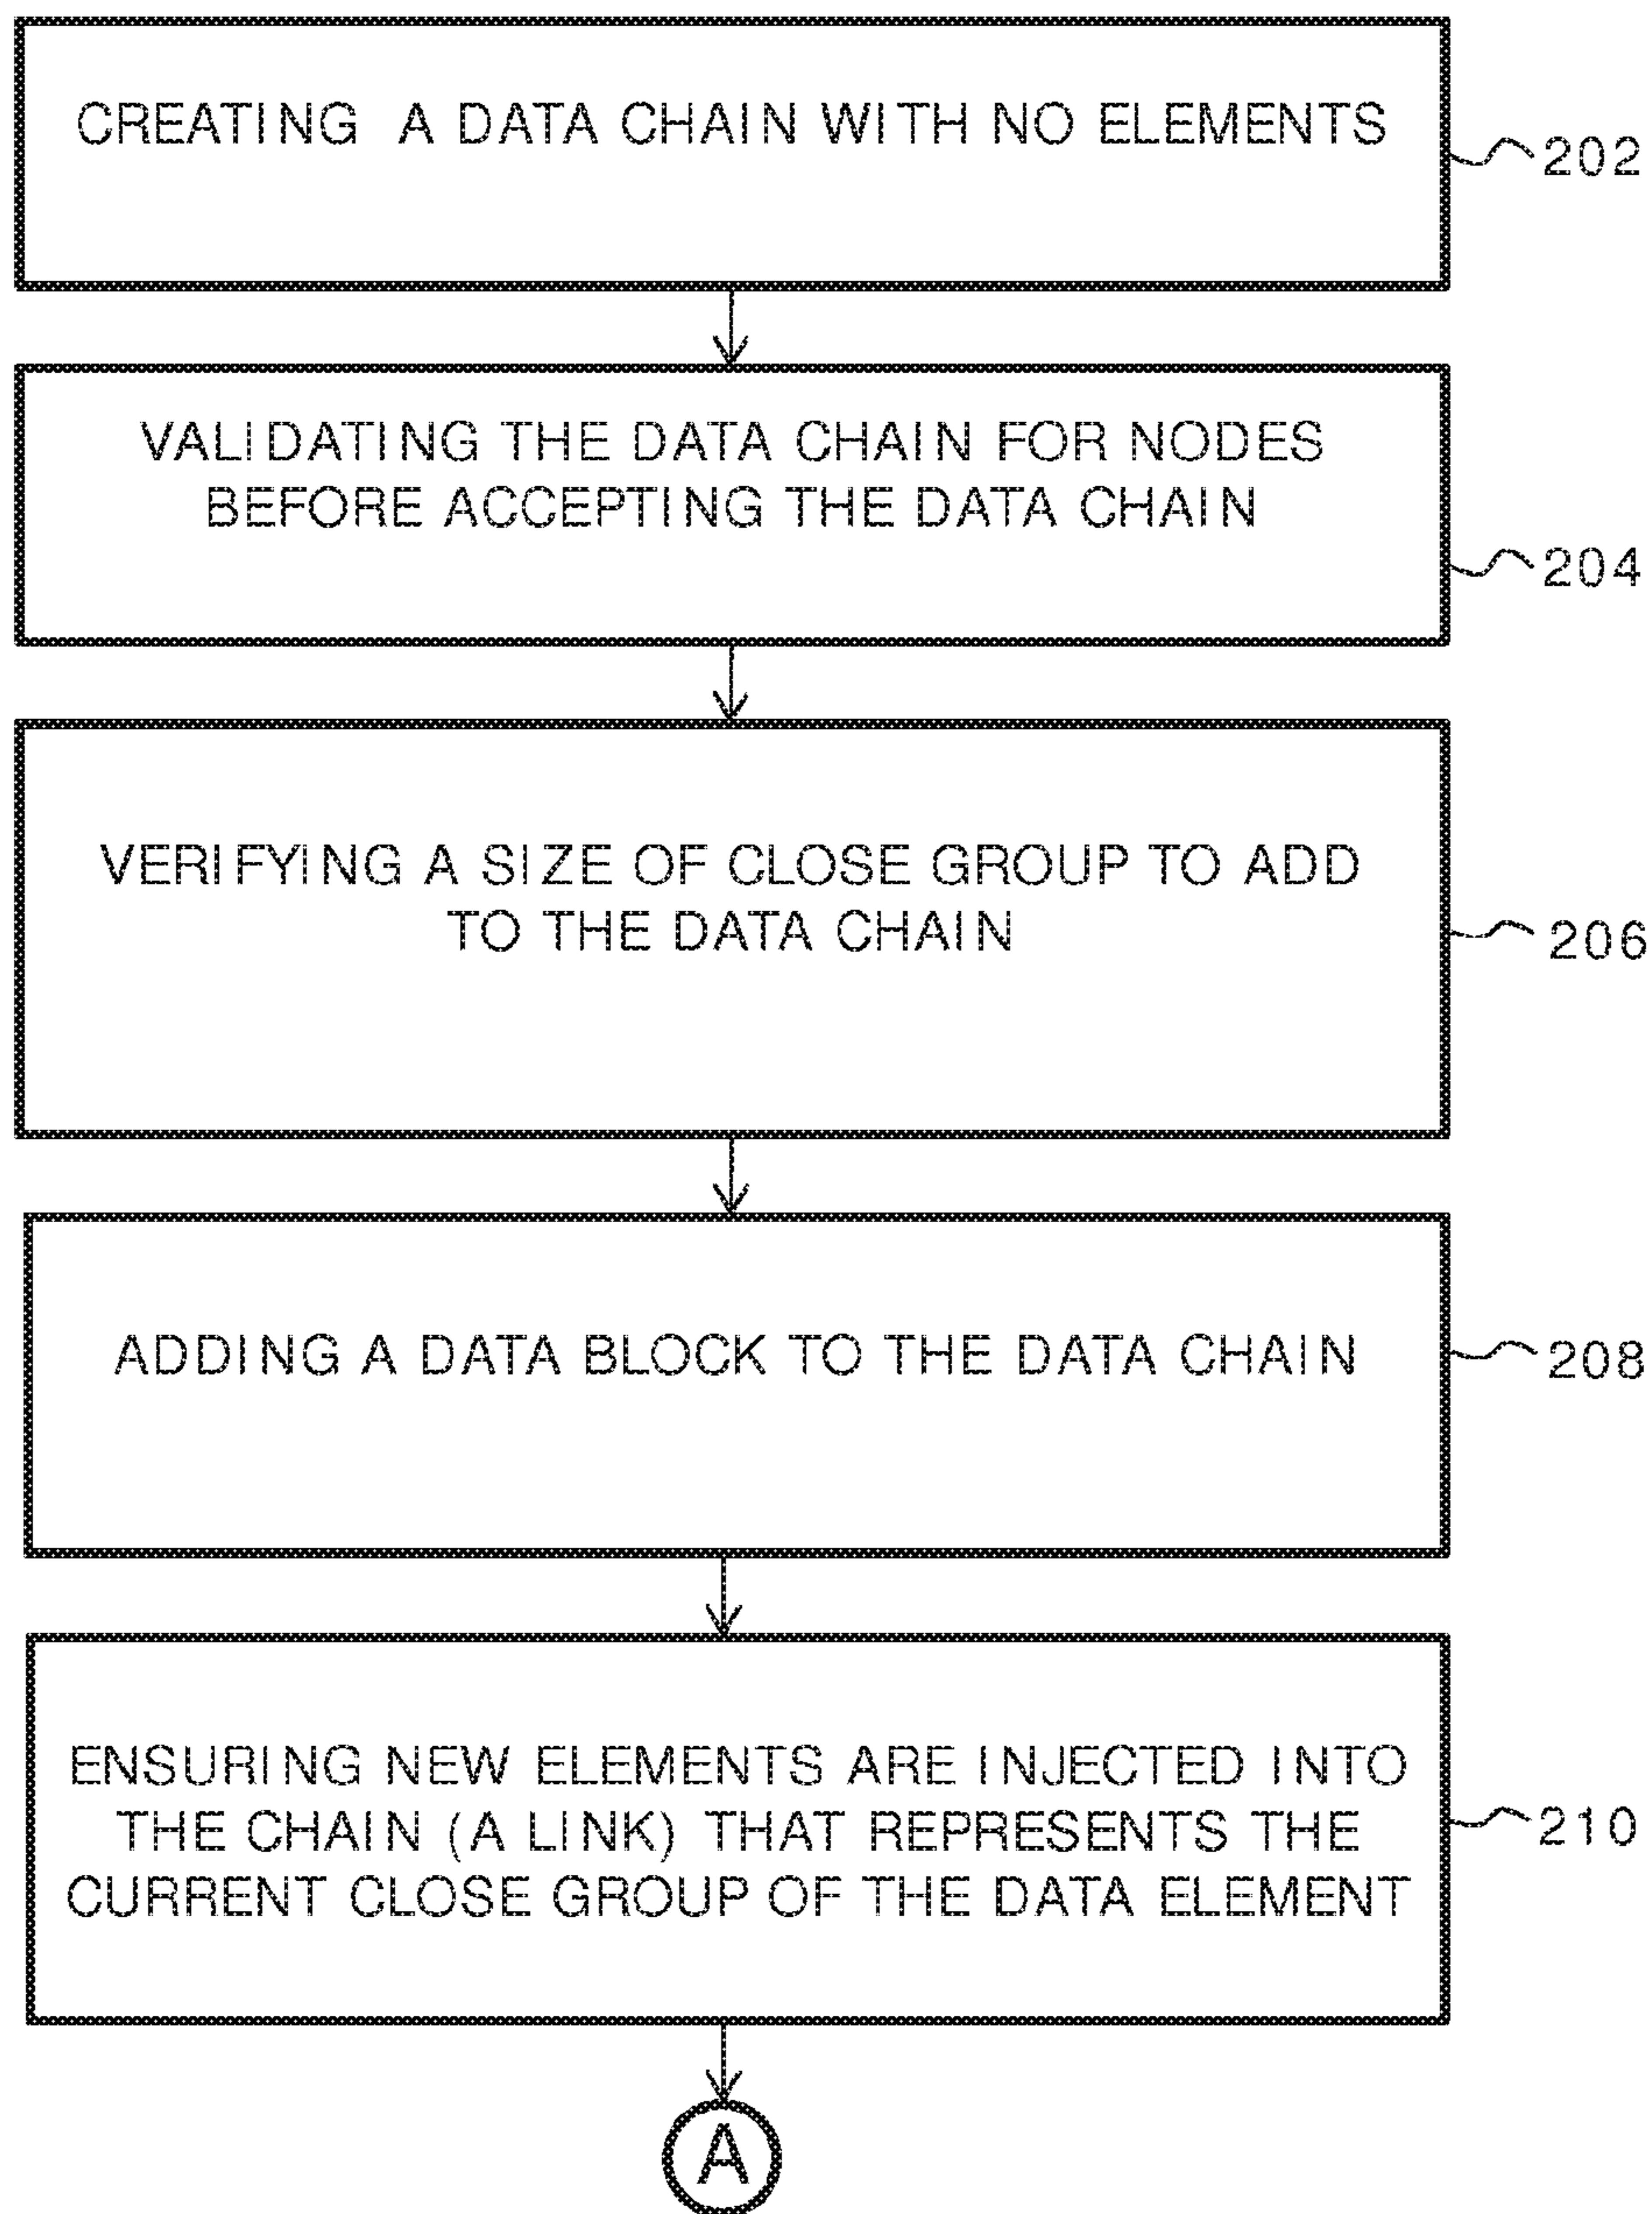 CREATING A DATA CHAIN WITH NO ELEMENTS
202
VALIDATING THE DATA CHAIN FOR NODES
BEFORE ACCEPTING THE DATA CHAIN
204
VERIFYING A SIZE OF CLOSE GROUP TO ADD
TO THE DATA CHAIN
206
ADDING A DATA BLOCK TO THE DATA CHAIN
208
ENSURING NEW ELEMENTS ARE INJECTED INTO
THE CHAIN (A LINK) THAT REPRESENTS THE
CURRENT CLOSE GROUP OF THE DATA ELEMENT
210
A